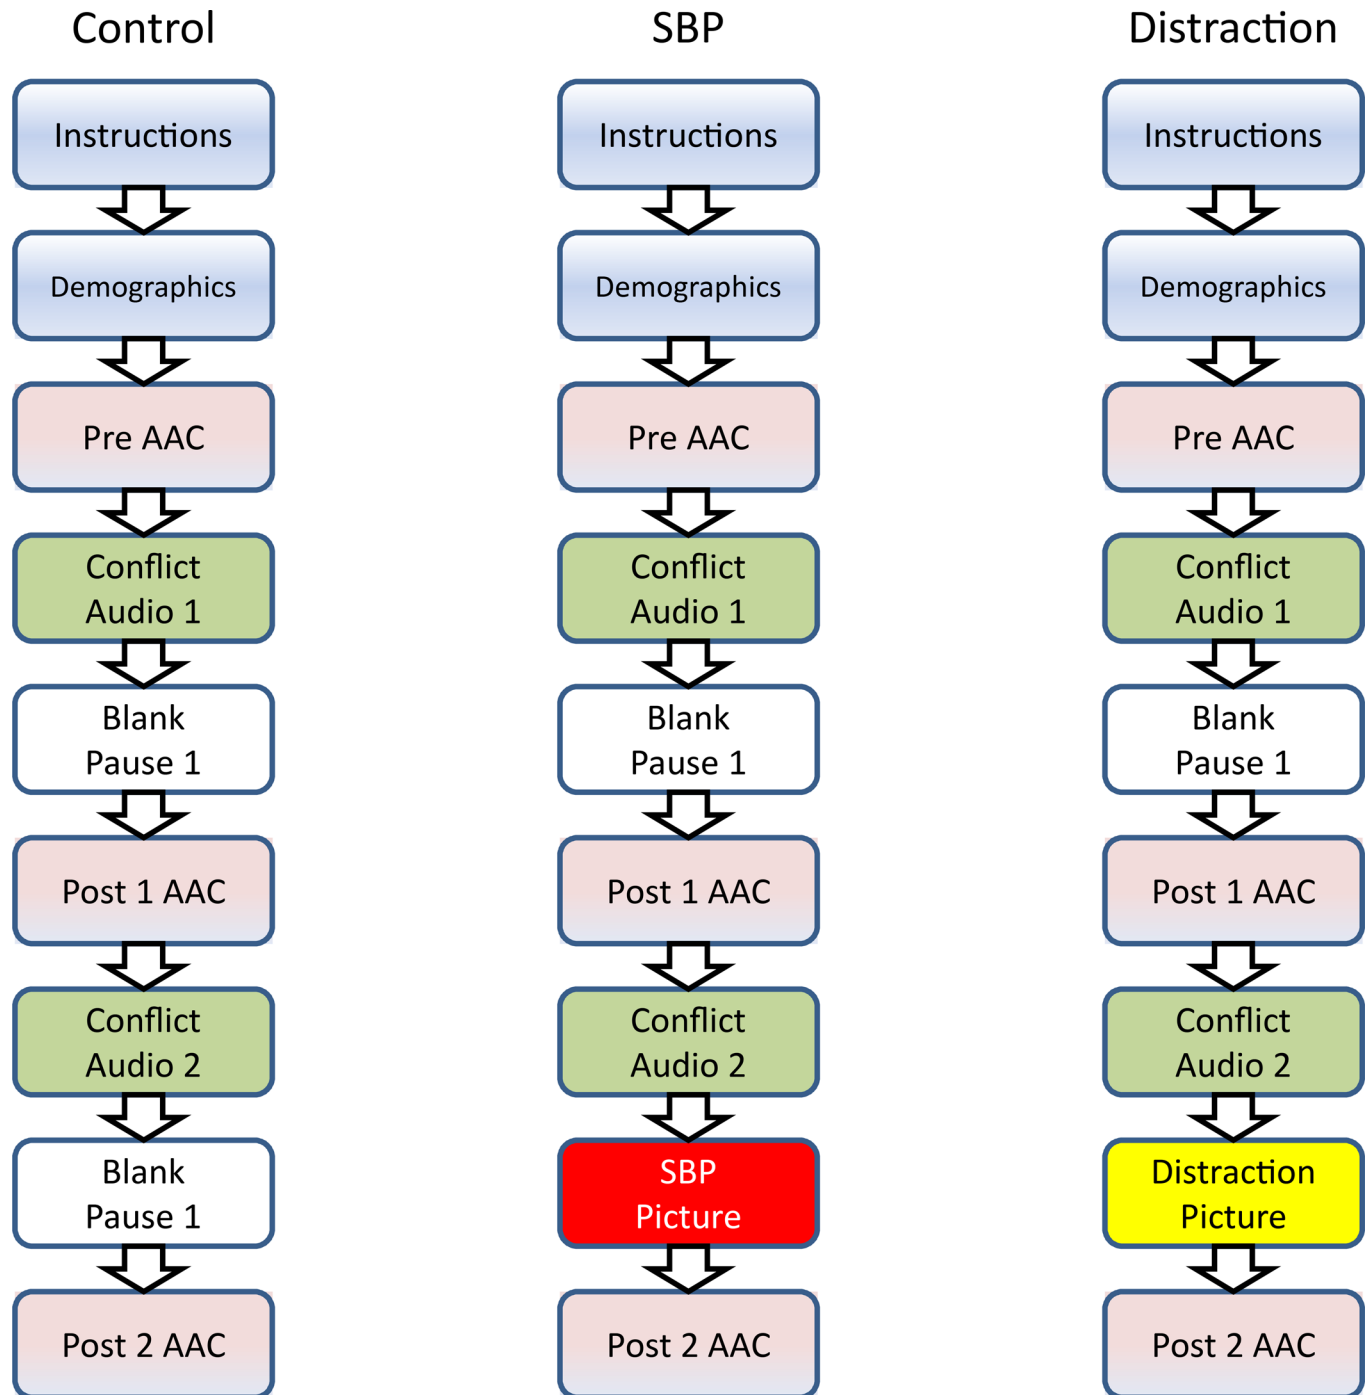 Control
Instructions
Demographics
Pre AAC
Conflict
Audio 1
Blank
Pause 1
Post 1 AAC
Conflict
Audio 2
Blank
Pause 1
Post 2 AAC
SBP
Instructions
Demographics
Pre AAC
Conflict
Audio 1
Blank
Pause 1
Post 1 AAC
Conflict
Audio 2
SBP
Picture
Post 2 AAC
Distraction
Instructions
Demographics
Pre AAC
Conflict
Audio 1
Blank
Pause 1
Post 1 AAC
Conflict
Audio 2
Distraction
Picture
Post 2 AAC